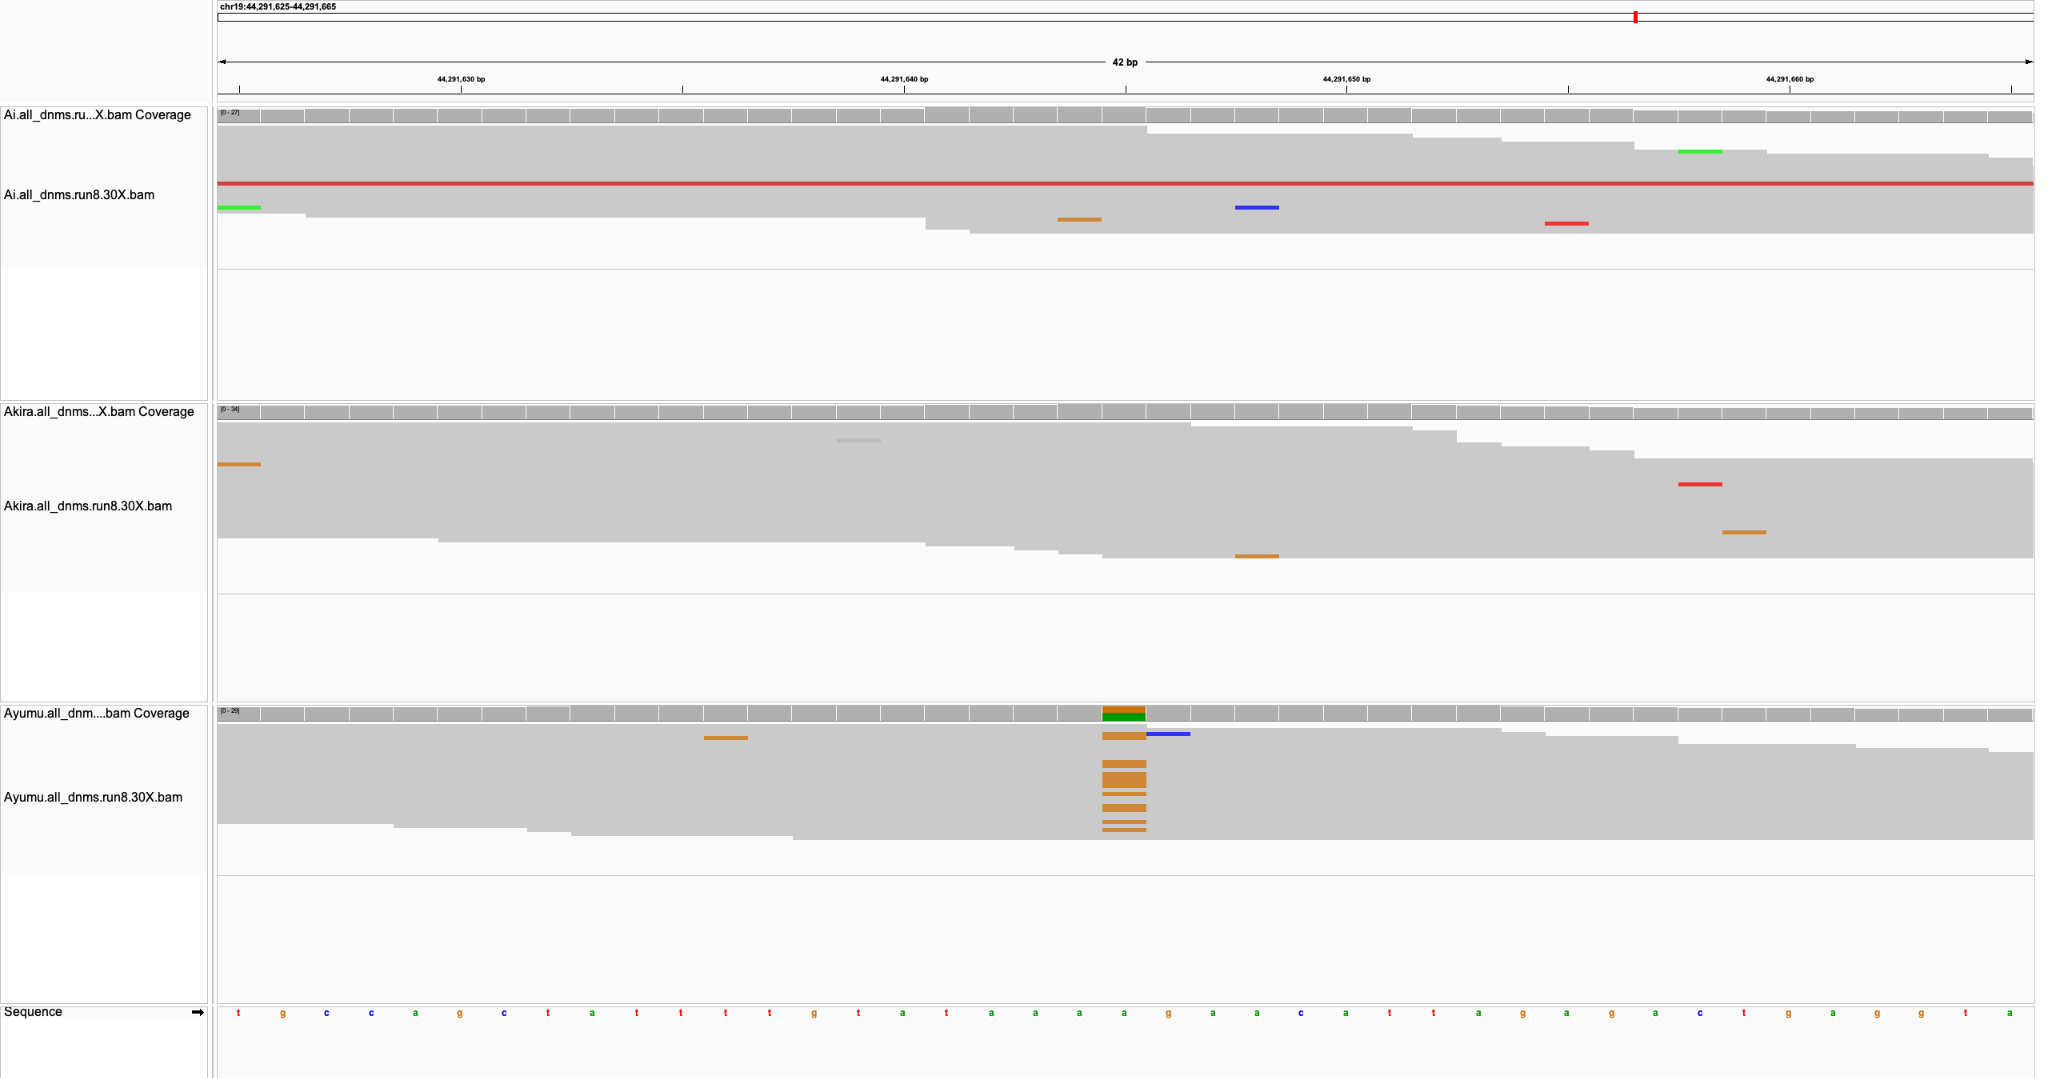 chr19:44,291,625-44,291,665
42 bp
44,291,630 bp 44,291,640 bp 44,291,650 bp 44,291,660 bp
Ai.all_dnms.ru...X.bam Coverage
[0 - 27]
Ai.all_dnms.run8.30X.bam
Akira.all_dnms...X.bam Coverage
[0 - 34]
Akira.all_dnms.run8.30X.bam
Ayumu.all_dnm....bam Coverage
[0 - 29]
Ayumu.all_dnms.run8.30X.bam
Sequence t g c c a g c t a t t t t g t a t a a a a g a a c a t t a g a g a c t g a g g t a